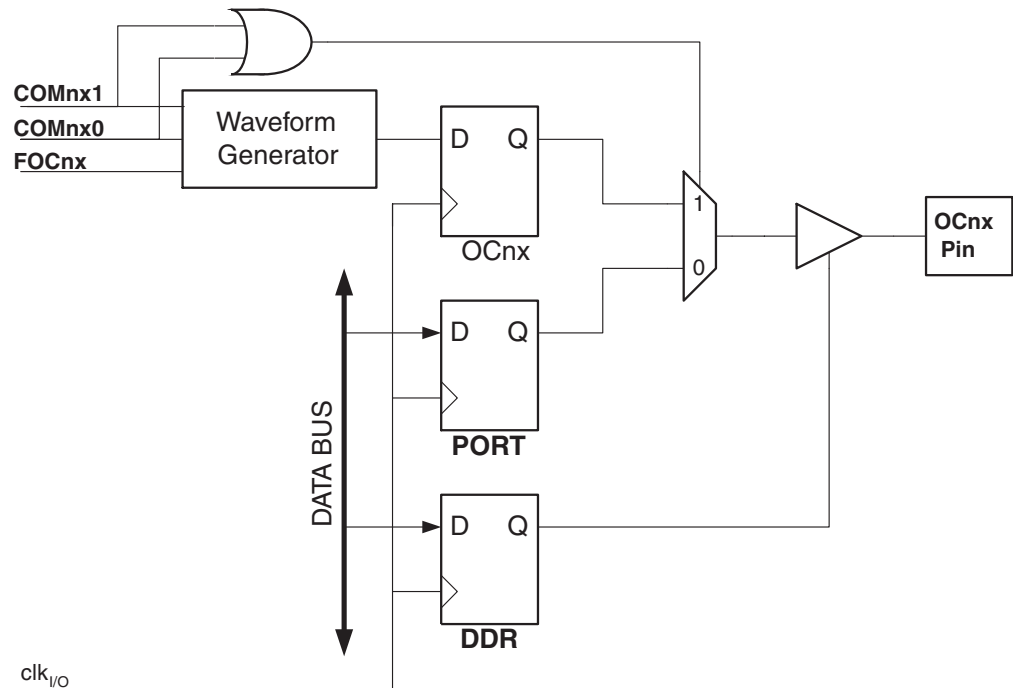 COMnx1
COMnx0
FOCnx
Waveform
Generator
D Q
OCnx
1
0
OCnx
Pin
D Q
PORT
DATA BUS
D Q
DDR
clkI/O